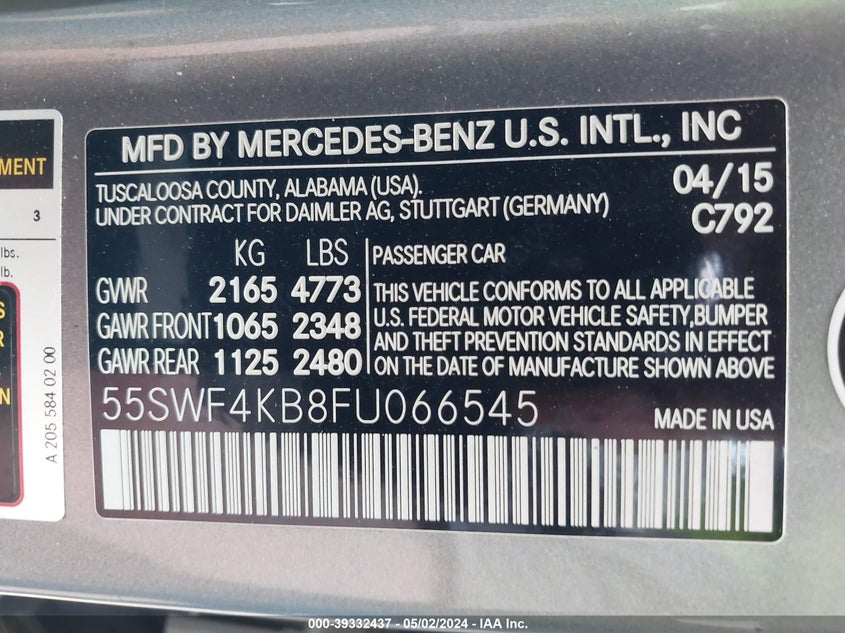 MFD BY MERCEDES-BENZ U.S. INTL., INC
TUSCALOOSA COUNTY, ALABAMA (USA).
UNDER CONTRACT FOR DAIMLER AG, STUTTGART (GERMANY)
04/15
C792
KG LBS
GVWR 2165 4773
GAWR FRONT 1065 2348
GAWR REAR 1125 2480
PASSENGER CAR
THIS VEHICLE CONFORMS TO ALL APPLICABLE
U.S. FEDERAL MOTOR VEHICLE SAFETY,BUMPER
AND THEFT PREVENTION STANDARDS IN EFFECT
ON THE DATE OF MANUFACTURE SHOWN ABOVE
55SWF4KB8FU066545
MADE IN USA
3
lbs.
lb.
A 205 584 02 00
000-39332437 - 05/02/2024 - IAA Inc.